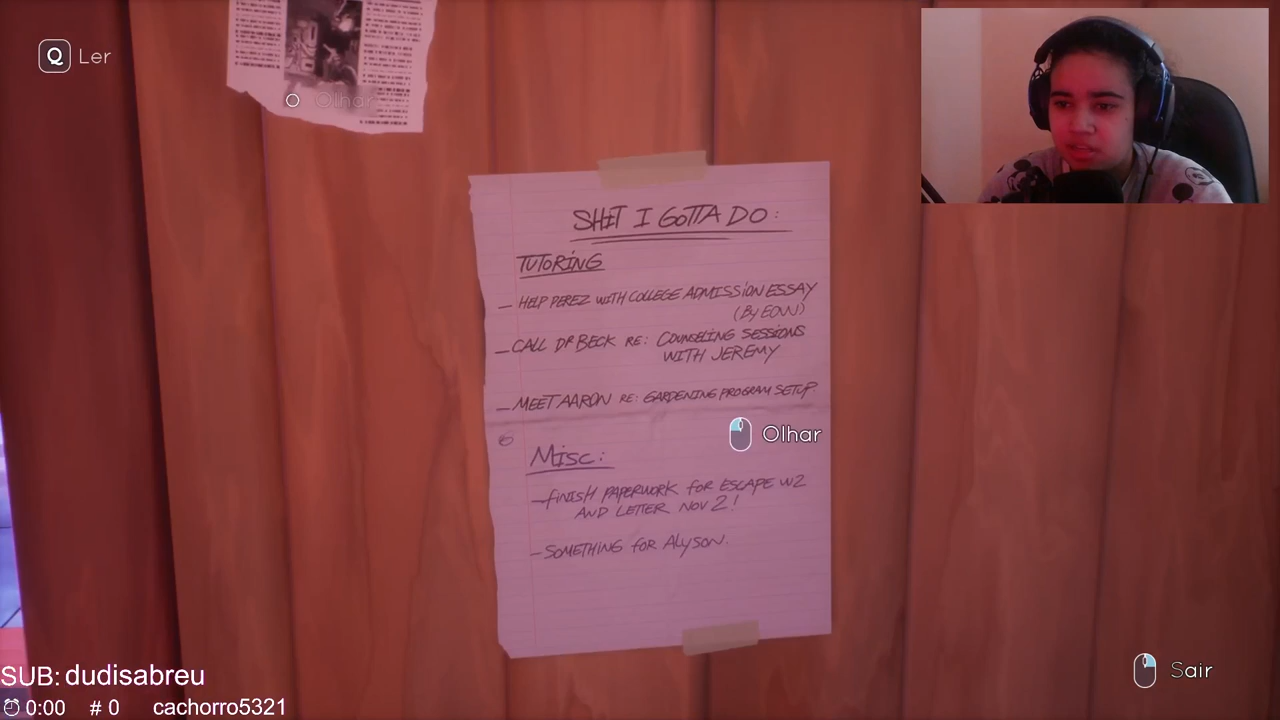 Q Ler
Olhar
SHIT I GOTTA DO:
TUTORING
– HELP PEREZ WITH COLLEGE ADMISSION ESSAY
(BY EOW)
– CALL DR BECK RE: COUNSELING SESSIONS
WITH JEREMY
– MEET AARON RE: GARDENING PROGRAM SETUP.
Olhar
MISC:
– FINISH PAPERWORK FOR ESCAPE W2
AND LETTER NOV 2!
– SOMETHING FOR ALYSON.
Sair
SUB: dudisabreu
0:00 # 0 cachorro5321